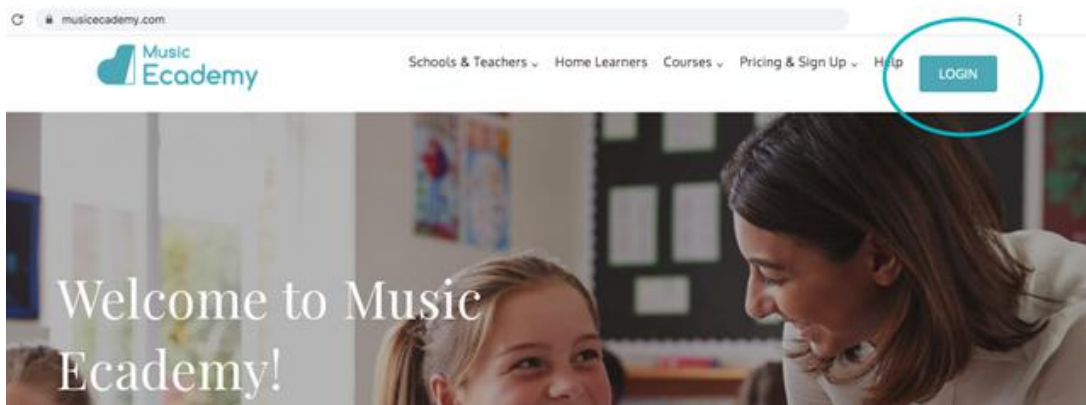 musicecademy.com
Music
Ecademy
Schools & Teachers Home Learners Courses Pricing & Sign Up Help
LOGIN
Welcome to Music
Ecademy!